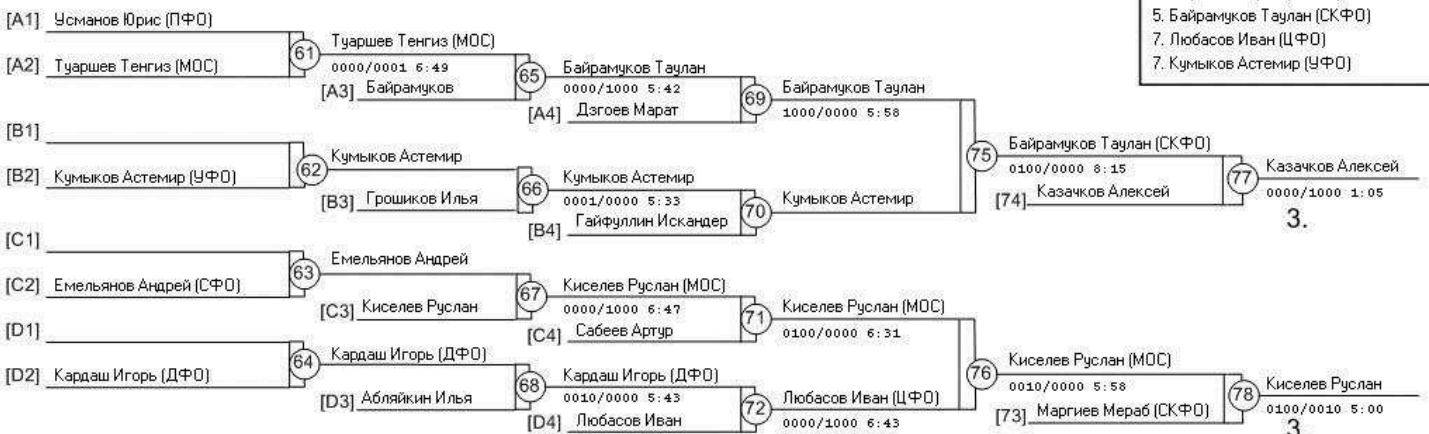 5. Байрамуков Таулан (СКФО)
7. Любасов Иван (ЦФО)
7. Кумыков Астемир (УФО)
[A1] Усманов Юрис (ПФО)
[A2] Туаршев Тенгиз (МОС)
61
Туаршев Тенгиз (МОС)
0000/0001 6:49
[A3] Байрамуков
65
Байрамуков Таулан
0000/1000 5:42
[A4] Дзгоев Марат
69
Байрамуков Таулан
1000/0000 5:58
[B1]
[B2] Кумыков Астемир (УФО)
62
Кумыков Астемир
[B3] Грошиков Илья
66
Кумыков Астемир
0001/0000 5:33
[B4] Гайфуллин Искандер
70
Кумыков Астемир
75
Байрамуков Таулан (СКФО)
0100/0000 8:15
[74] Казачков Алексей
77
Казачков Алексей
0000/1000 1:05
3.
[C1]
[C2] Емельянов Андрей (СФО)
63
Емельянов Андрей
[C3] Киселев Руслан
67
Киселев Руслан (МОС)
0000/1000 6:47
[C4] Сабеев Артур
71
Киселев Руслан (МОС)
0100/0000 6:31
[D1]
[D2] Кардаш Игорь (ДФО)
64
Кардаш Игорь (ДФО)
[D3] Абляйкин Илья
68
Кардаш Игорь (ДФО)
0010/0000 5:43
[D4] Любасов Иван
72
Любасов Иван (ЦФО)
0000/1000 6:43
76
Киселев Руслан (МОС)
0010/0000 5:58
[73] Маргиев Мераб (СКФО)
78
Киселев Руслан
0100/0010 5:00
3